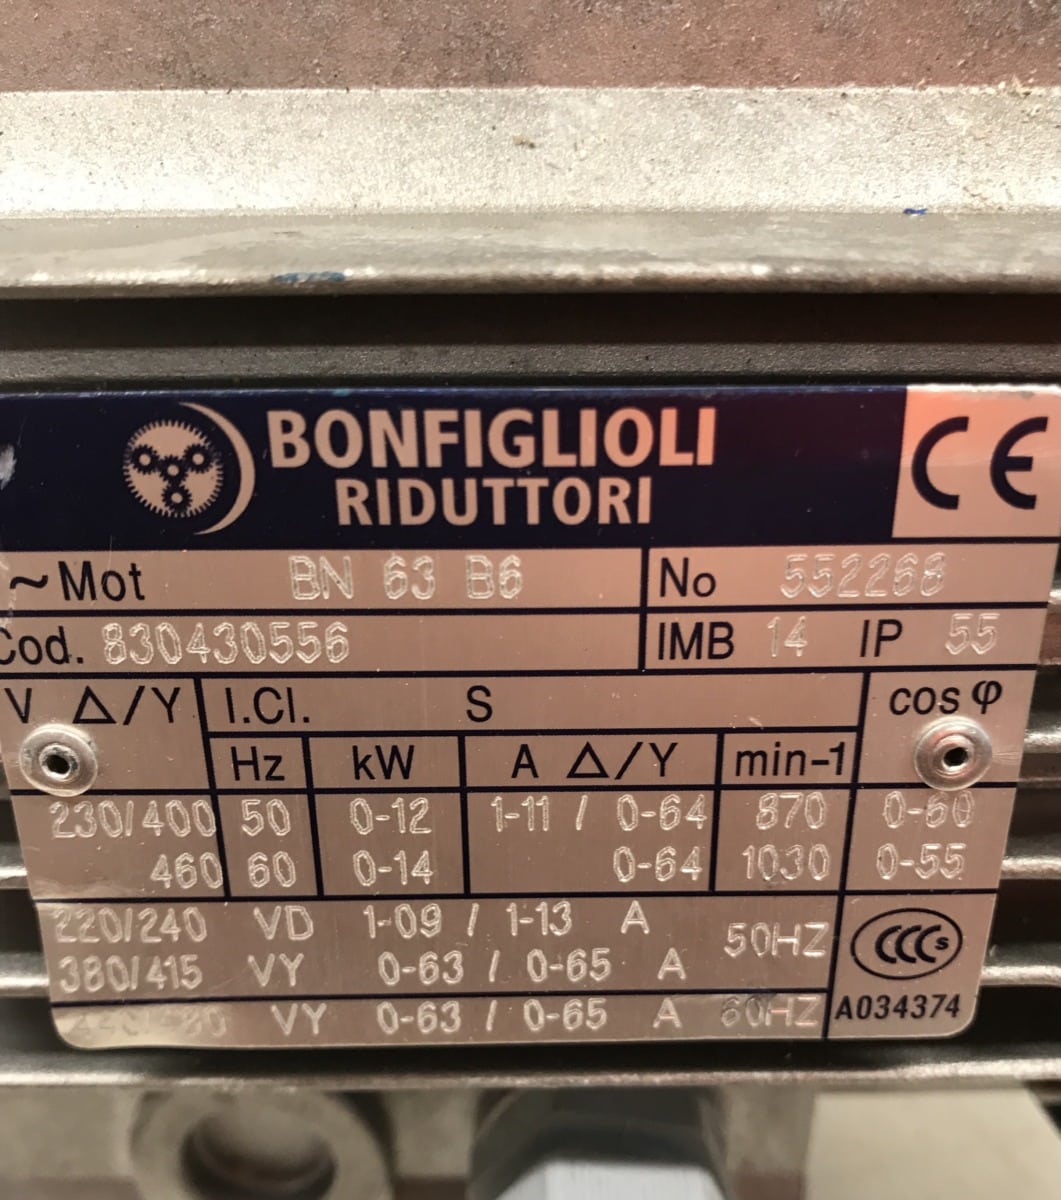 BONFIGLIOLI
RIDUTTORI
CE
~Mot BN 63 B6 No 552268
Cod. 830430556 IMB 14 IP 55
V Δ/Y I.Cl. S cos φ
Hz kW A Δ/Y min-1
230/400 50 0-12 1-11 / 0-64 870 0-60
460 60 0-14 0-64 1030 0-55
220/240 VD 1-09 / 1-13 A 50HZ
380/415 VY 0-63 / 0-65 A
VY 0-63 / 0-65 A 60HZ
CCC S
A034374